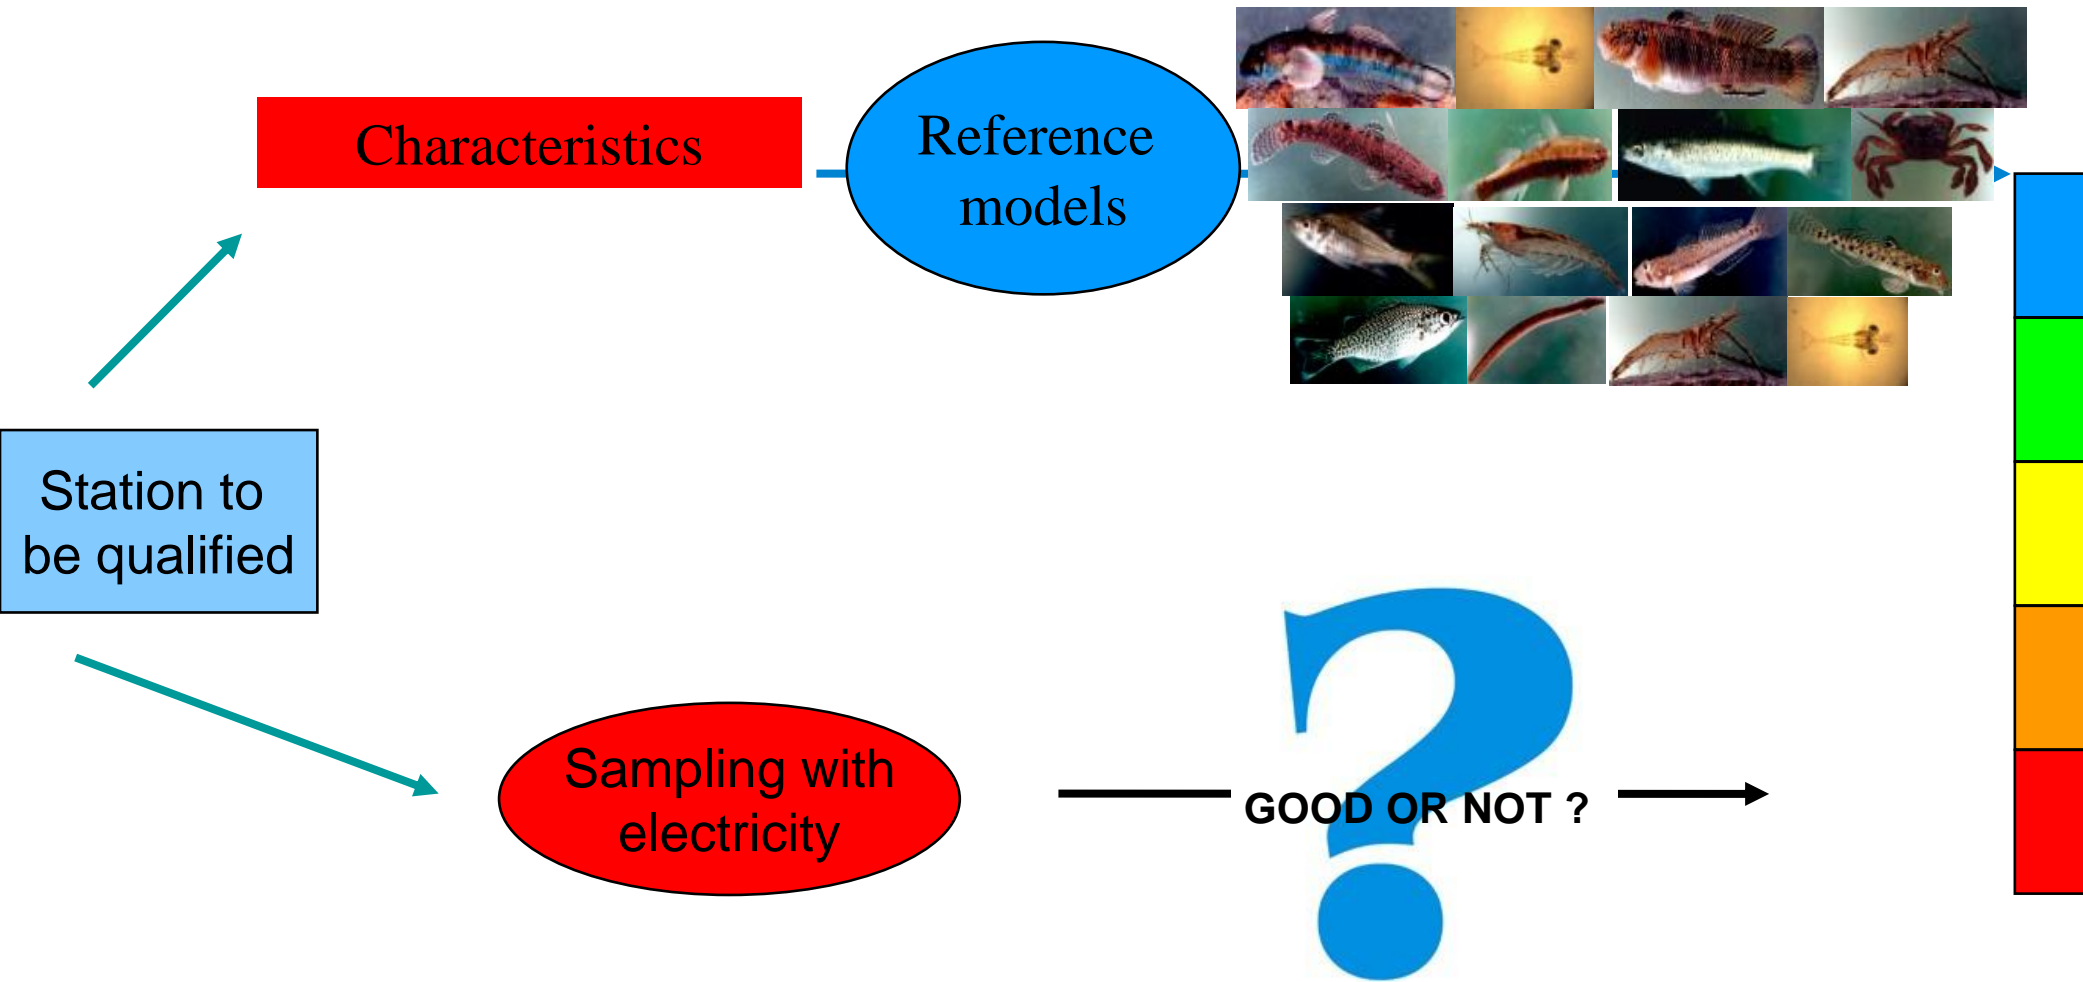 Characteristics
Reference
models
Station to
be qualified
Sampling with
electricity
GOOD OR NOT ?